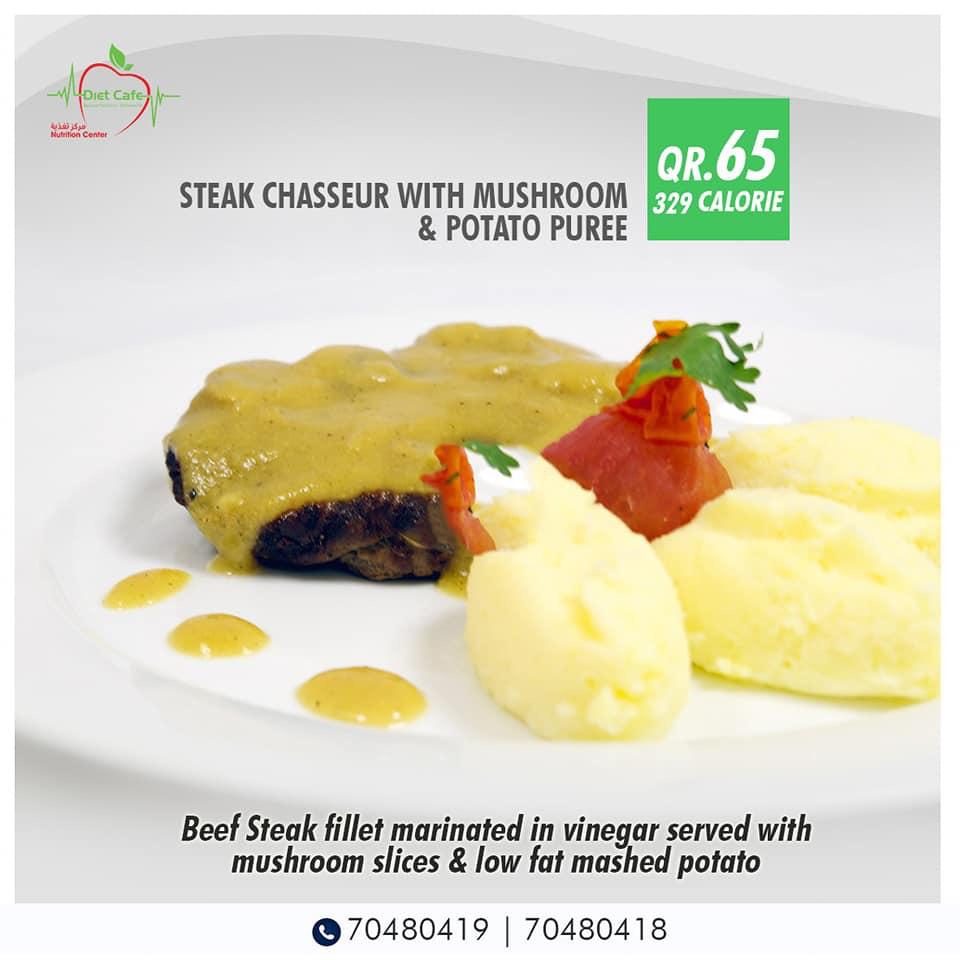 Diet Cafe
مركز تغذية
Nutrition Center
STEAK CHASSEUR WITH MUSHROOM
& POTATO PUREE
QR.65
329 CALORIE
Beef Steak fillet marinated in vinegar served with
mushroom slices & low fat mashed potato
70480419 | 70480418